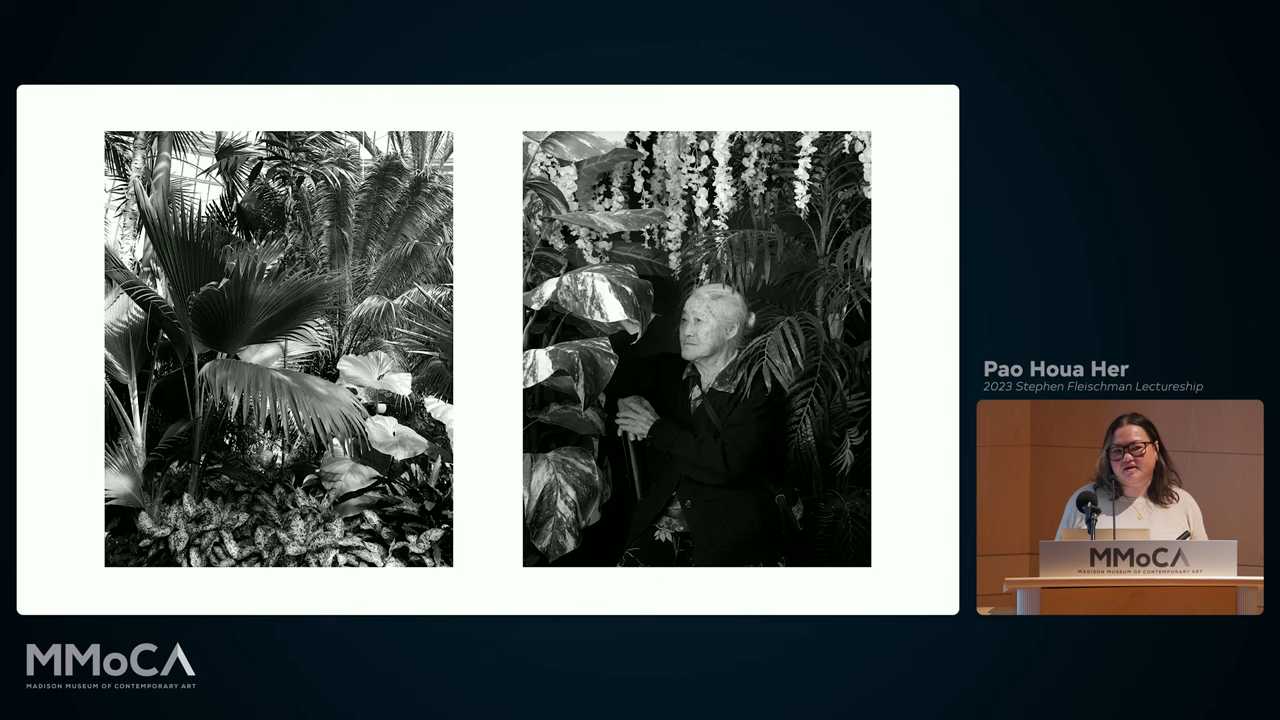 Pao Houa Her
2023 Stephen Fleischman Lectureship
MMoCA
MADISON MUSEUM OF CONTEMPORARY ART
MMoCA
MADISON MUSEUM OF CONTEMPORARY ART